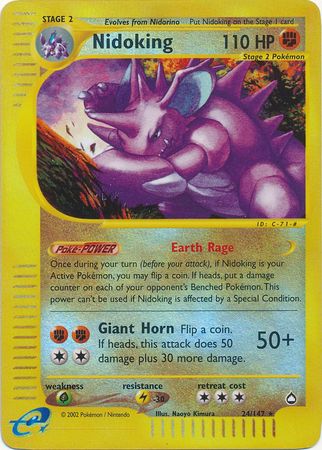 STAGE 2
Evolves from Nidorino Put Nidoking on the Stage 1 card
Nidoking 110 HP
Stage 2 Pokémon
ID: C-71-#
Poké-POWER Earth Rage
Once during your turn (before your attack), if Nidoking is your
Active Pokémon, you may flip a coin. If heads, put a damage
counter on each of your opponent's Benched Pokémon. This
power can't be used if Nidoking is affected by a Special Condition.
Giant Horn Flip a coin.
If heads, this attack does 50
damage plus 30 more damage.
50+
weakness resistance retreat cost
-30
e
© 2002 Pokémon / Nintendo Illus. Naoyo Kimura 24/147